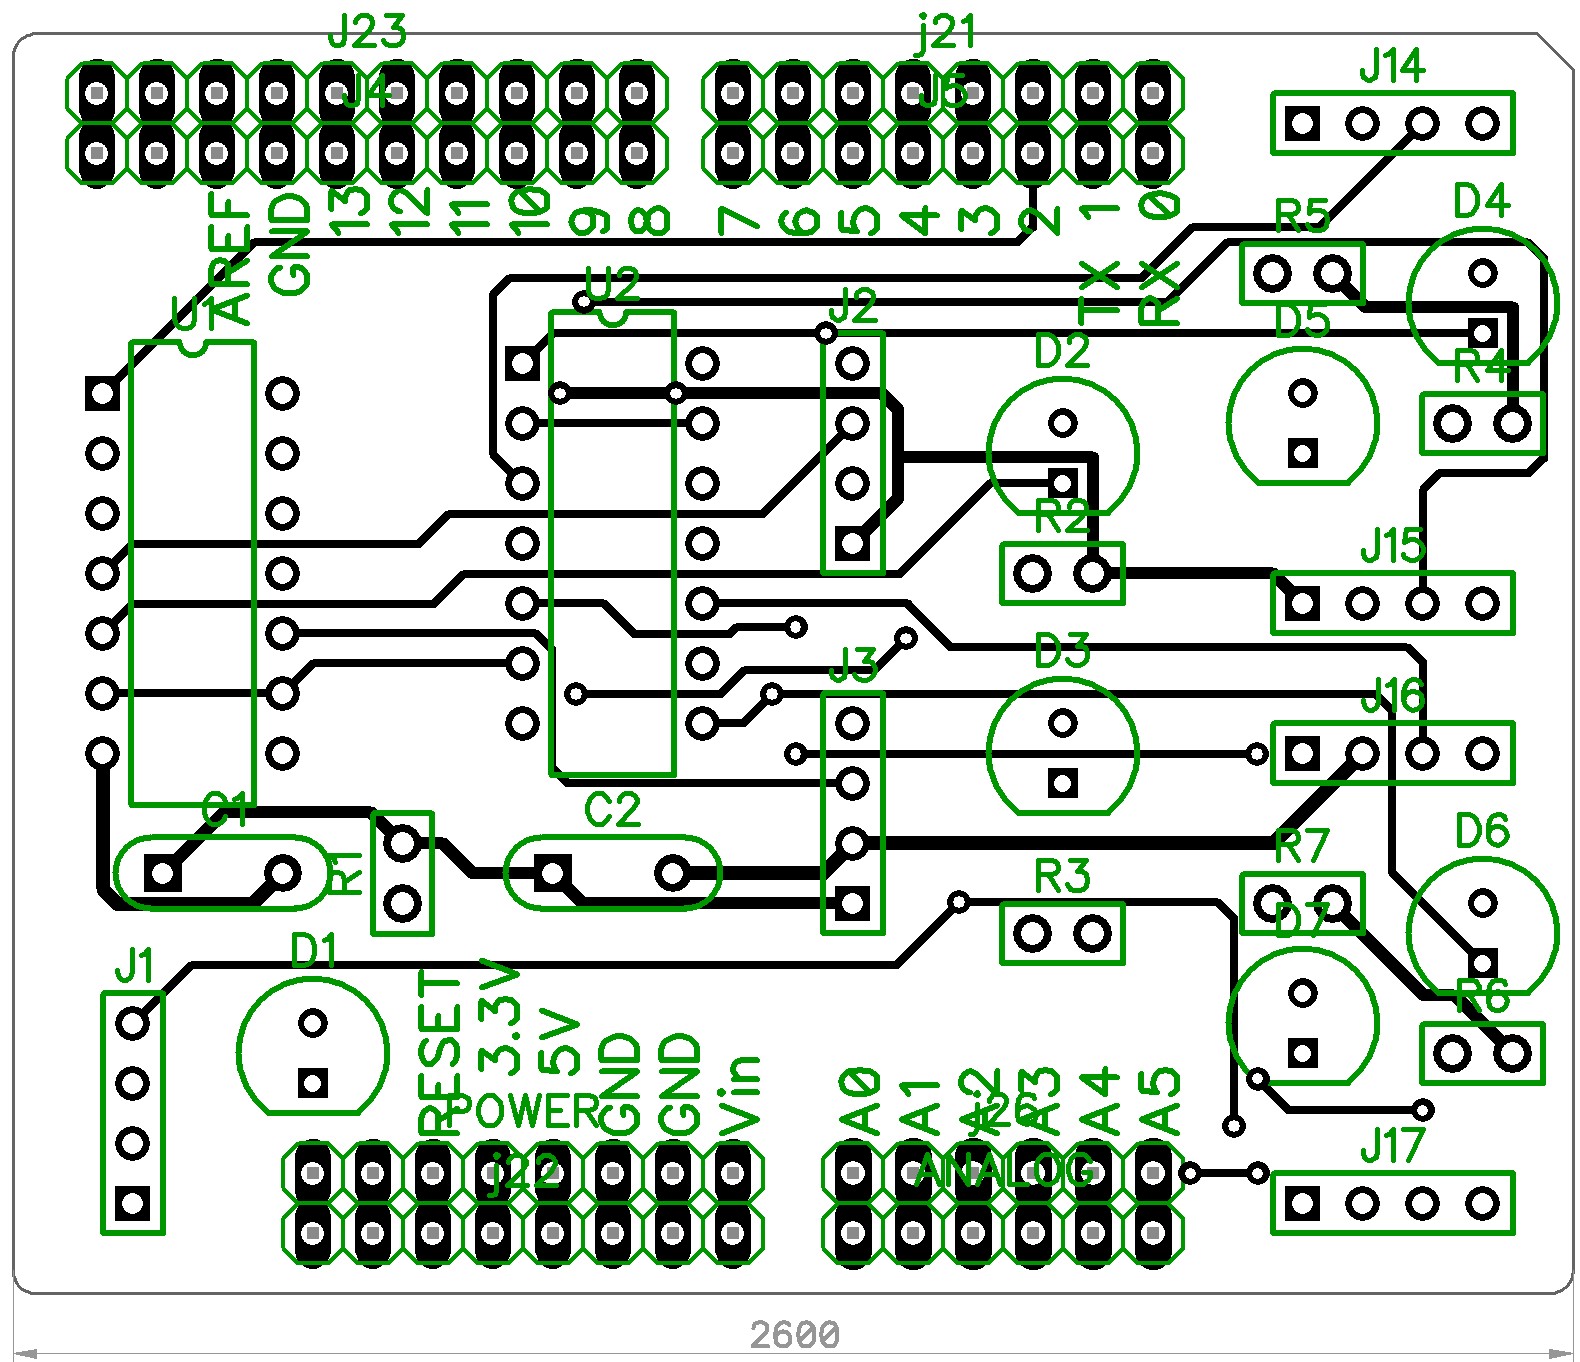 J23
j21
J4
J5
J14
AREF
GND
13
12
11
10
9
8
7
6
5
4
3
2
1
0
TX
RX
R5
D4
U1
U2
J2
D5
D2
R4
R2
J15
J3
D3
J16
C1
R1
C2
R3
R7
D6
D7
R6
J1
D1
RESET
3.3V
5V
GND
GND
Vin
POWER
j22
A0
A1
A2
A3
A4
A5
j26
ANALOG
J17
2600